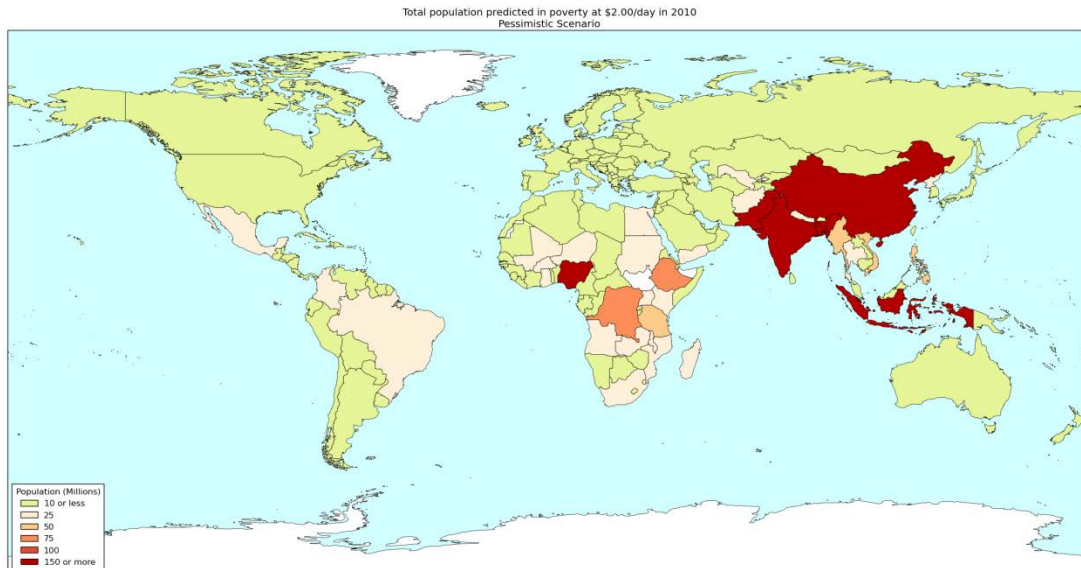 Total population predicted in poverty at $2.00/day in 2010
Pessimistic Scenario
Population (Millions)
10 or less
25
50
75
100
150 or more